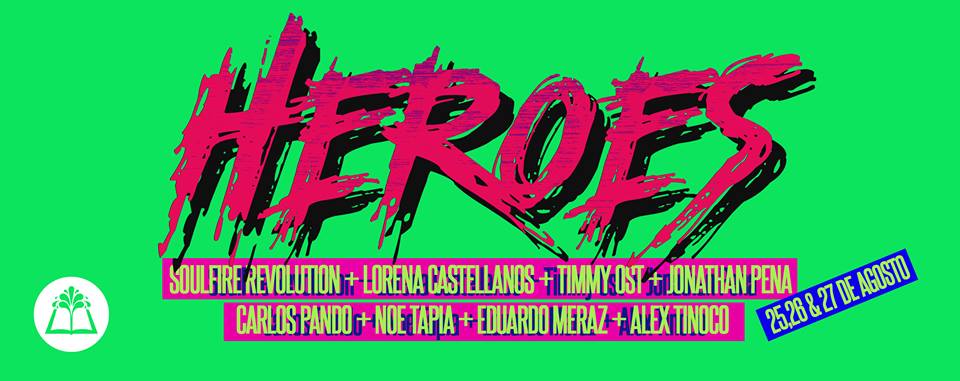 HEROES
SOULFIRE REVOLUTION + LORENA CASTELLANOS + TIMMY OST + JONATHAN PENA
CARLOS PANDO + NOE TAPIA + EDUARDO MERAZ + ALEX TINOCO
25,26 & 27 DE AGOSTO